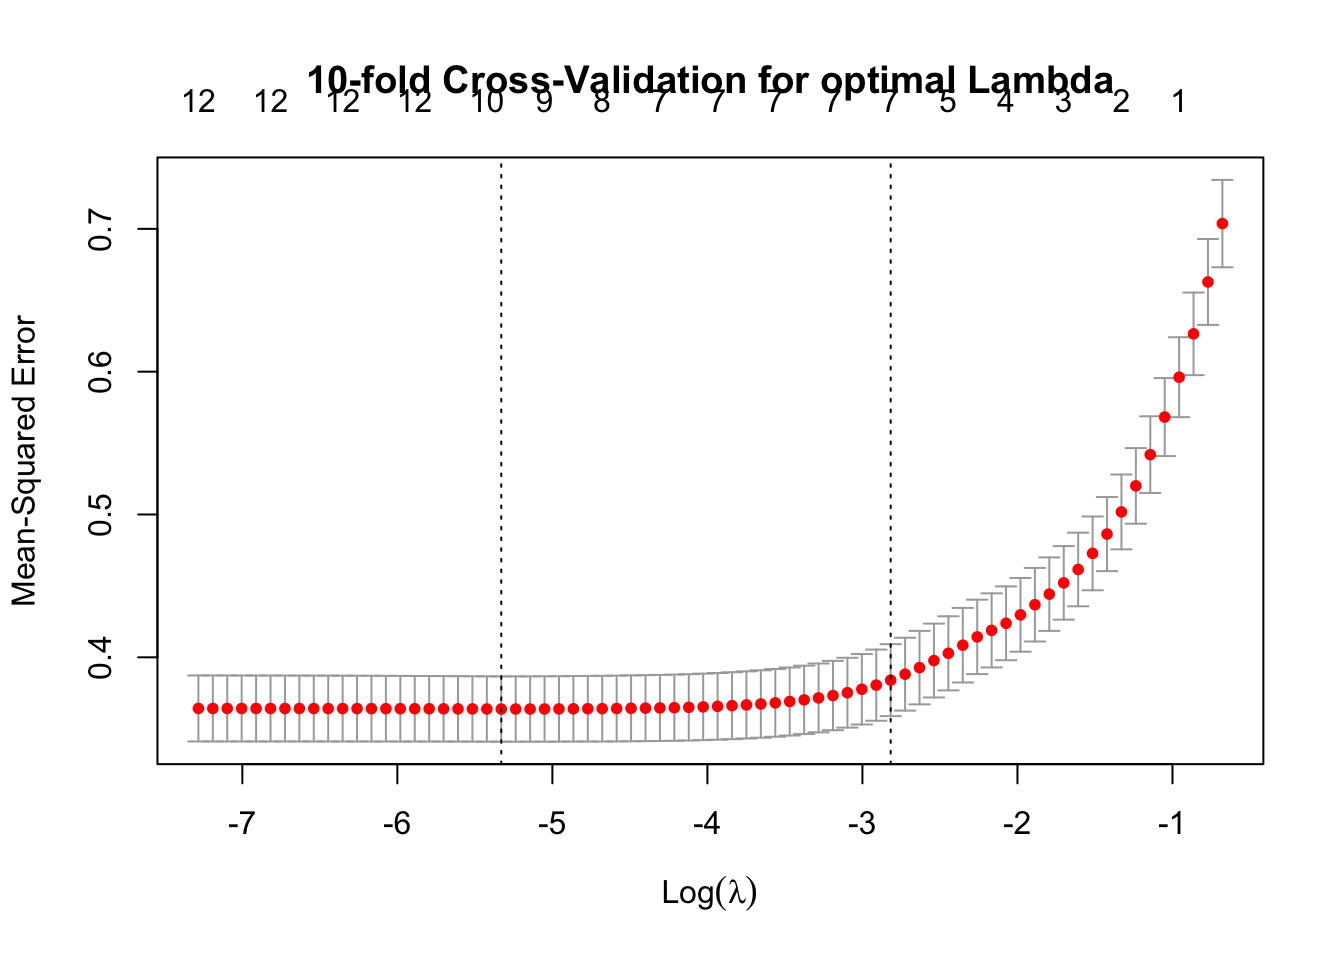 10-fold Cross-Validation for optimal Lambda
12 12 12 12 10 9 8 7 7 7 7 7 5 4 3 2 1
Mean-Squared Error
0.7
0.6
0.5
0.4
-7 -6 -5 -4 -3 -2 -1
Log(λ)